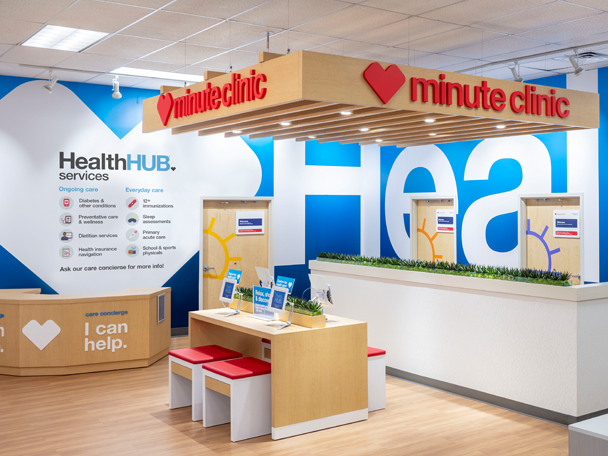 minute clinic
minute clinic
HealthHUB
services
Ongoing care
Diabetes &
other conditions
Preventative care
& wellness
Dietitian services
Health insurance
navigation
Everyday care
12+
immunizations
Sleep
assessments
Primary
acute care
School & sports
physicals
Ask our care concierge for more info!
Heal
care concierge
I can
help.